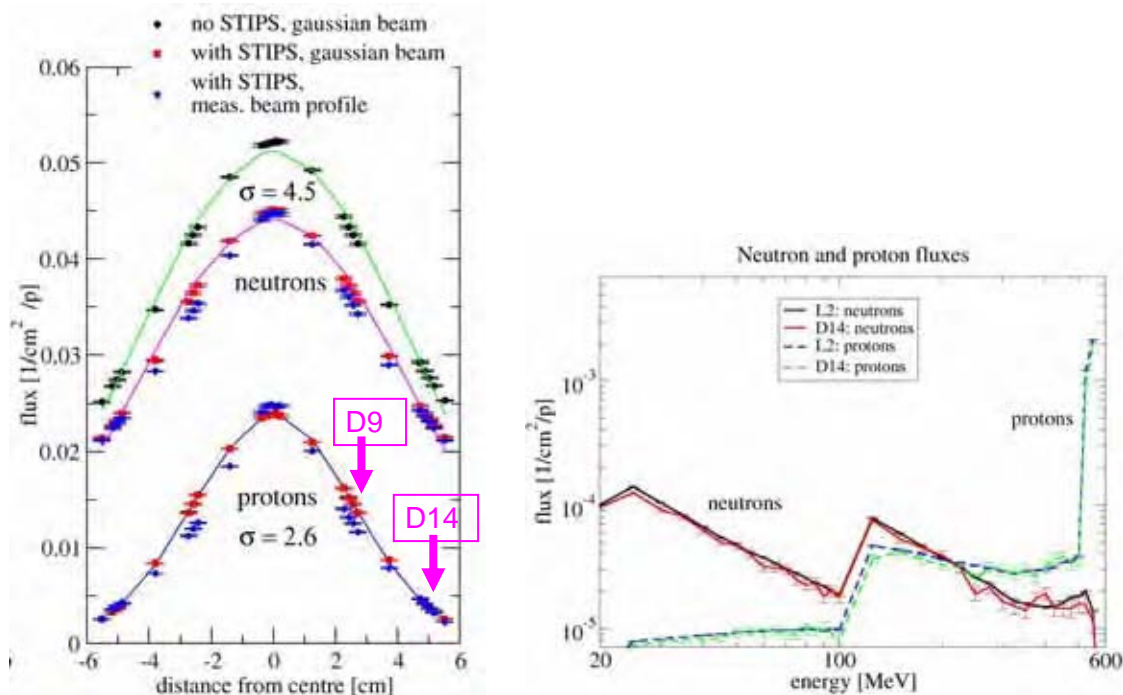 no STIPS, gaussian beam
with STIPS, gaussian beam
with STIPS,
meas. beam profile
0.06
0.05
0.04
0.03
0.02
0.01
0
flux [1/cm² /p]
σ = 4.5
neutrons
D9
protons
D14
σ = 2.6
-6
-4
-2
0
2
4
6
distance from centre [cm]
Neutron and proton fluxes
L2: neutrons
D14: neutrons
L2: protons
D14: protons
10⁻³
10⁻⁴
10⁻⁵
flux [1/cm²/p]
protons
neutrons
20
100
600
energy [MeV]